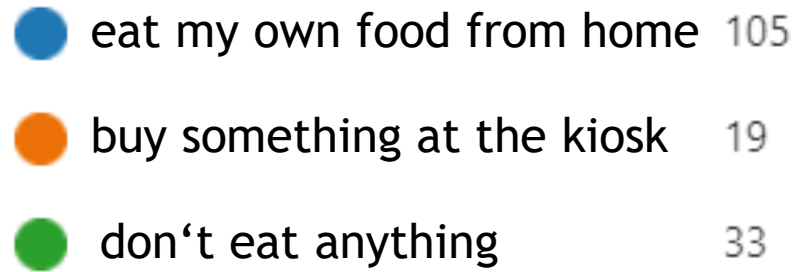 eat my own food from home 105
buy something at the kiosk 19
don‘t eat anything 33